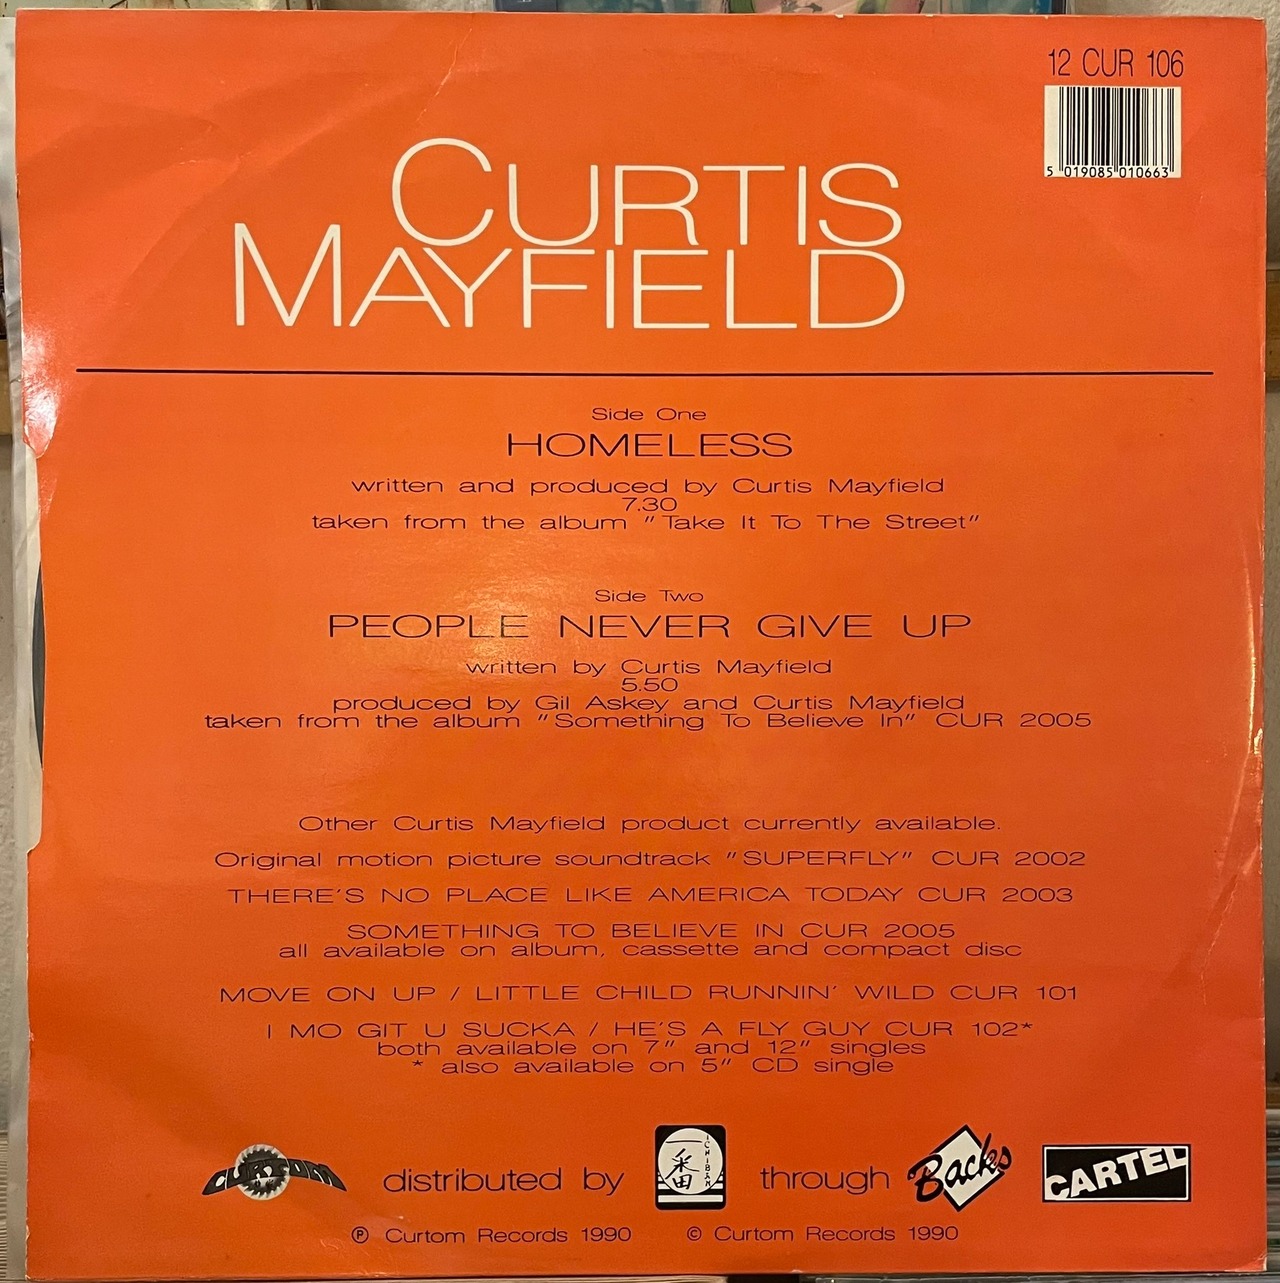 12 CUR 106
5 019085 010663
CURTIS
MAYFIELD
Side One
HOMELESS
written and produced by Curtis Mayfield
7.30
taken from the album "Take It To The Street"
Side Two
PEOPLE NEVER GIVE UP
written by Curtis Mayfield
5.50
produced by Gil Askey and Curtis Mayfield
taken from the album "Something To Believe In" CUR 2005
Other Curtis Mayfield product currently available.
Original motion picture soundtrack "SUPERFLY" CUR 2002
THERE'S NO PLACE LIKE AMERICA TODAY CUR 2003
SOMETHING TO BELIEVE IN CUR 2005
all available on album, cassette and compact disc
MOVE ON UP / LITTLE CHILD RUNNIN' WILD CUR 101
I MO GIT U SUCKA / HE'S A FLY GUY CUR 102*
both available on 7" and 12" singles
* also available on 5" CD single
CURTOM distributed by 一番 ICHIBAN through Backs CARTEL
℗ Curtom Records 1990 © Curtom Records 1990